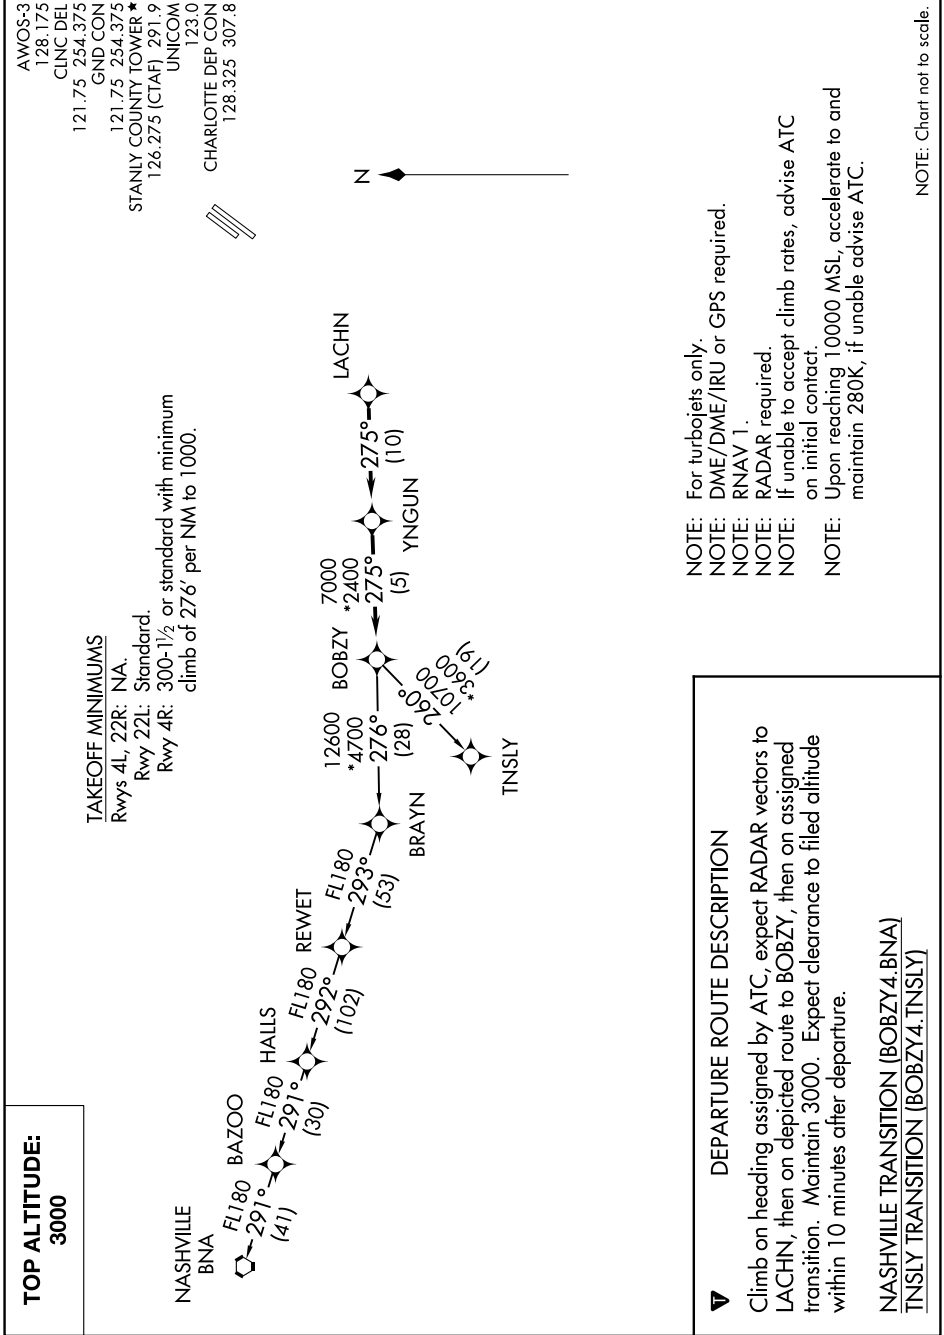 TOP ALTITUDE:
3000
AWOS-3
128.175
CLNC DEL
121.75 254.375
GND CON
121.75 254.375
STANLY COUNTY TOWER ★
126.275 (CTAF) 291.9
UNICOM
123.0
CHARLOTTE DEP CON
128.325 307.8
TAKEOFF MINIMUMS
Rwys 4L, 22R: NA.
Rwy 22L: Standard.
Rwy 4R: 300-1½ or standard with minimum
climb of 276' per NM to 1000.
N
NASHVILLE
BNA
FL180
291°
(41)
BAZOO
FL180
291°
(30)
HALLS
FL180
292°
(102)
REWET
FL180
293°
(53)
BRAYN
12600
*4700
276°
(28)
BOBZY
7000
*2400
275°
(5)
YNGUN
275°
(10)
LACHN
260°
10700
*3600
(19)
TNSLY
NOTE: For turbojets only.
NOTE: DME/DME/IRU or GPS required.
NOTE: RNAV 1.
NOTE: RADAR required.
NOTE: If unable to accept climb rates, advise ATC
on initial contact.
NOTE: Upon reaching 10000 MSL, accelerate to and
maintain 280K, if unable advise ATC.
NOTE: Chart not to scale.
T
DEPARTURE ROUTE DESCRIPTION
Climb on heading assigned by ATC, expect RADAR vectors to
LACHN, then on depicted route to BOBZY, then on assigned
transition. Maintain 3000. Expect clearance to filed altitude
within 10 minutes after departure.
NASHVILLE TRANSITION (BOBZY4.BNA)
TNSLY TRANSITION (BOBZY4.TNSLY)